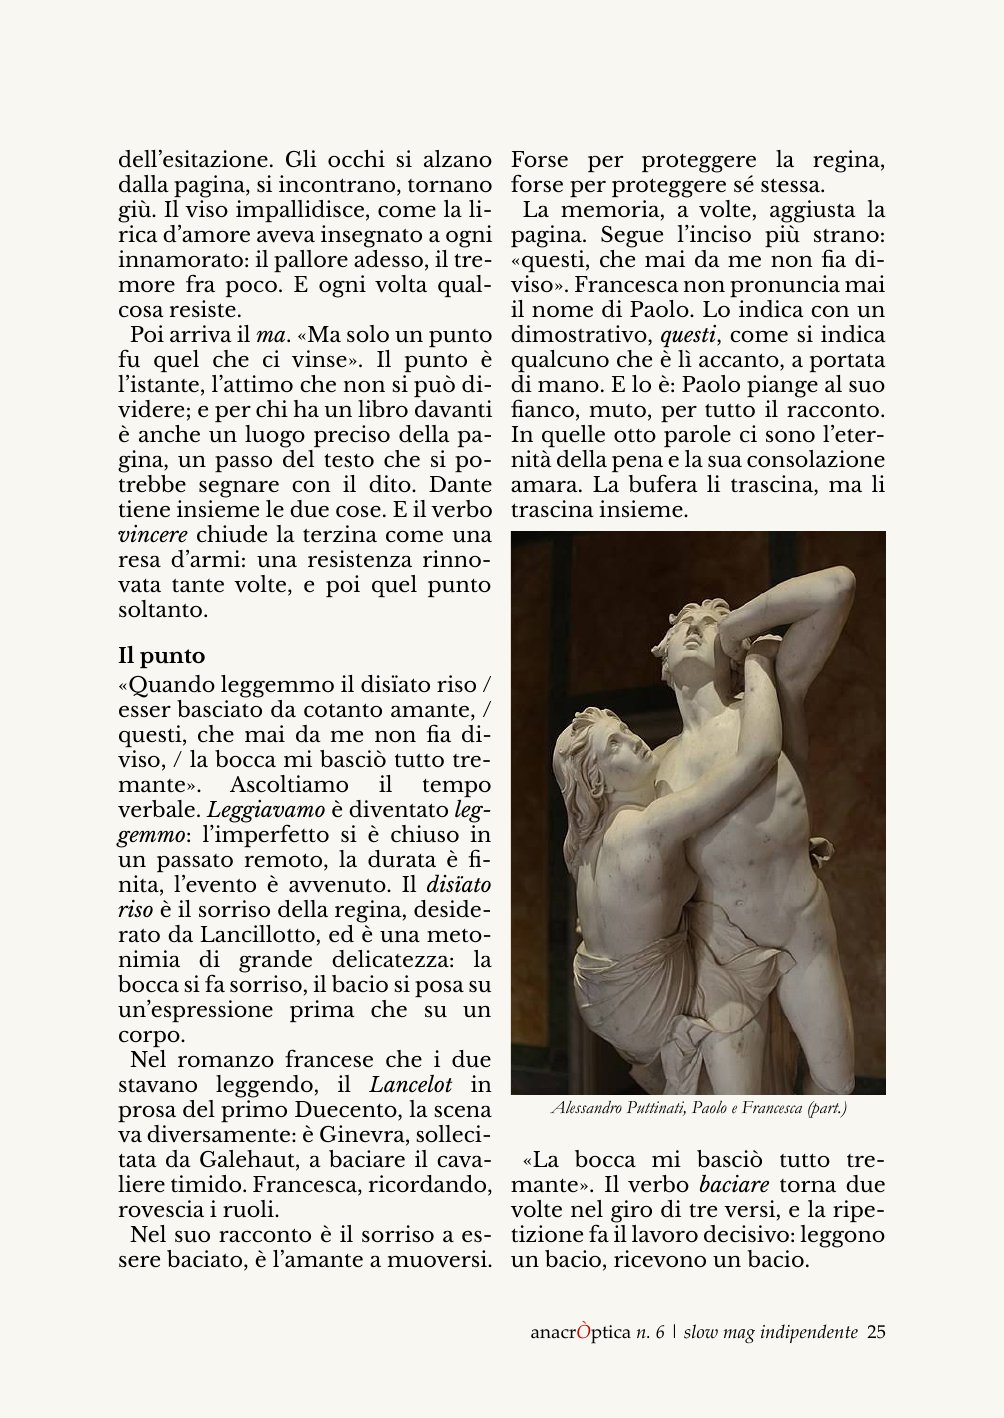 dell’esitazione. Gli occhi si alzano
dalla pagina, si incontrano, tornano
giù. Il viso impallidisce, come la li-
rica d’amore aveva insegnato a ogni
innamorato: il pallore adesso, il tre-
more fra poco. E ogni volta qual-
cosa resiste.
Poi arriva il ma. «Ma solo un punto
fu quel che ci vinse». Il punto è
l’istante, l’attimo che non si può di-
videre; e per chi ha un libro davanti
è anche un luogo preciso della pa-
gina, un passo del testo che si po-
trebbe segnare con il dito. Dante
tiene insieme le due cose. E il verbo
vincere chiude la terzina come una
resa d’armi: una resistenza rinno-
vata tante volte, e poi quel punto
soltanto.
Il punto
«Quando leggemmo il disïato riso /
esser basciato da cotanto amante, /
questi, che mai da me non fia di-
viso, / la bocca mi basciò tutto tre-
mante». Ascoltiamo il tempo
verbale. Leggiavamo è diventato leg-
gemmo: l’imperfetto si è chiuso in
un passato remoto, la durata è fi-
nita, l’evento è avvenuto. Il disïato
riso è il sorriso della regina, deside-
rato da Lancillotto, ed è una meto-
nimia di grande delicatezza: la
bocca si fa sorriso, il bacio si posa su
un’espressione prima che su un
corpo.
Nel romanzo francese che i due
stavano leggendo, il Lancelot in
prosa del primo Duecento, la scena
va diversamente: è Ginevra, solleci-
tata da Galehaut, a baciare il cava-
liere timido. Francesca, ricordando,
rovescia i ruoli.
Nel suo racconto è il sorriso a es-
sere baciato, è l’amante a muoversi.
Forse per proteggere la regina,
forse per proteggere sé stessa.
La memoria, a volte, aggiusta la
pagina. Segue l’inciso più strano:
«questi, che mai da me non fia di-
viso». Francesca non pronuncia mai
il nome di Paolo. Lo indica con un
dimostrativo, questi, come si indica
qualcuno che è lì accanto, a portata
di mano. E lo è: Paolo piange al suo
fianco, muto, per tutto il racconto.
In quelle otto parole ci sono l’eter-
nità della pena e la sua consolazione
amara. La bufera li trascina, ma li
trascina insieme.
Alessandro Puttinati, Paolo e Francesca (part.)
«La bocca mi basciò tutto tre-
mante». Il verbo baciare torna due
volte nel giro di tre versi, e la ripe-
tizione fa il lavoro decisivo: leggono
un bacio, ricevono un bacio.
anacrÒptica n. 6 | slow mag indipendente 25